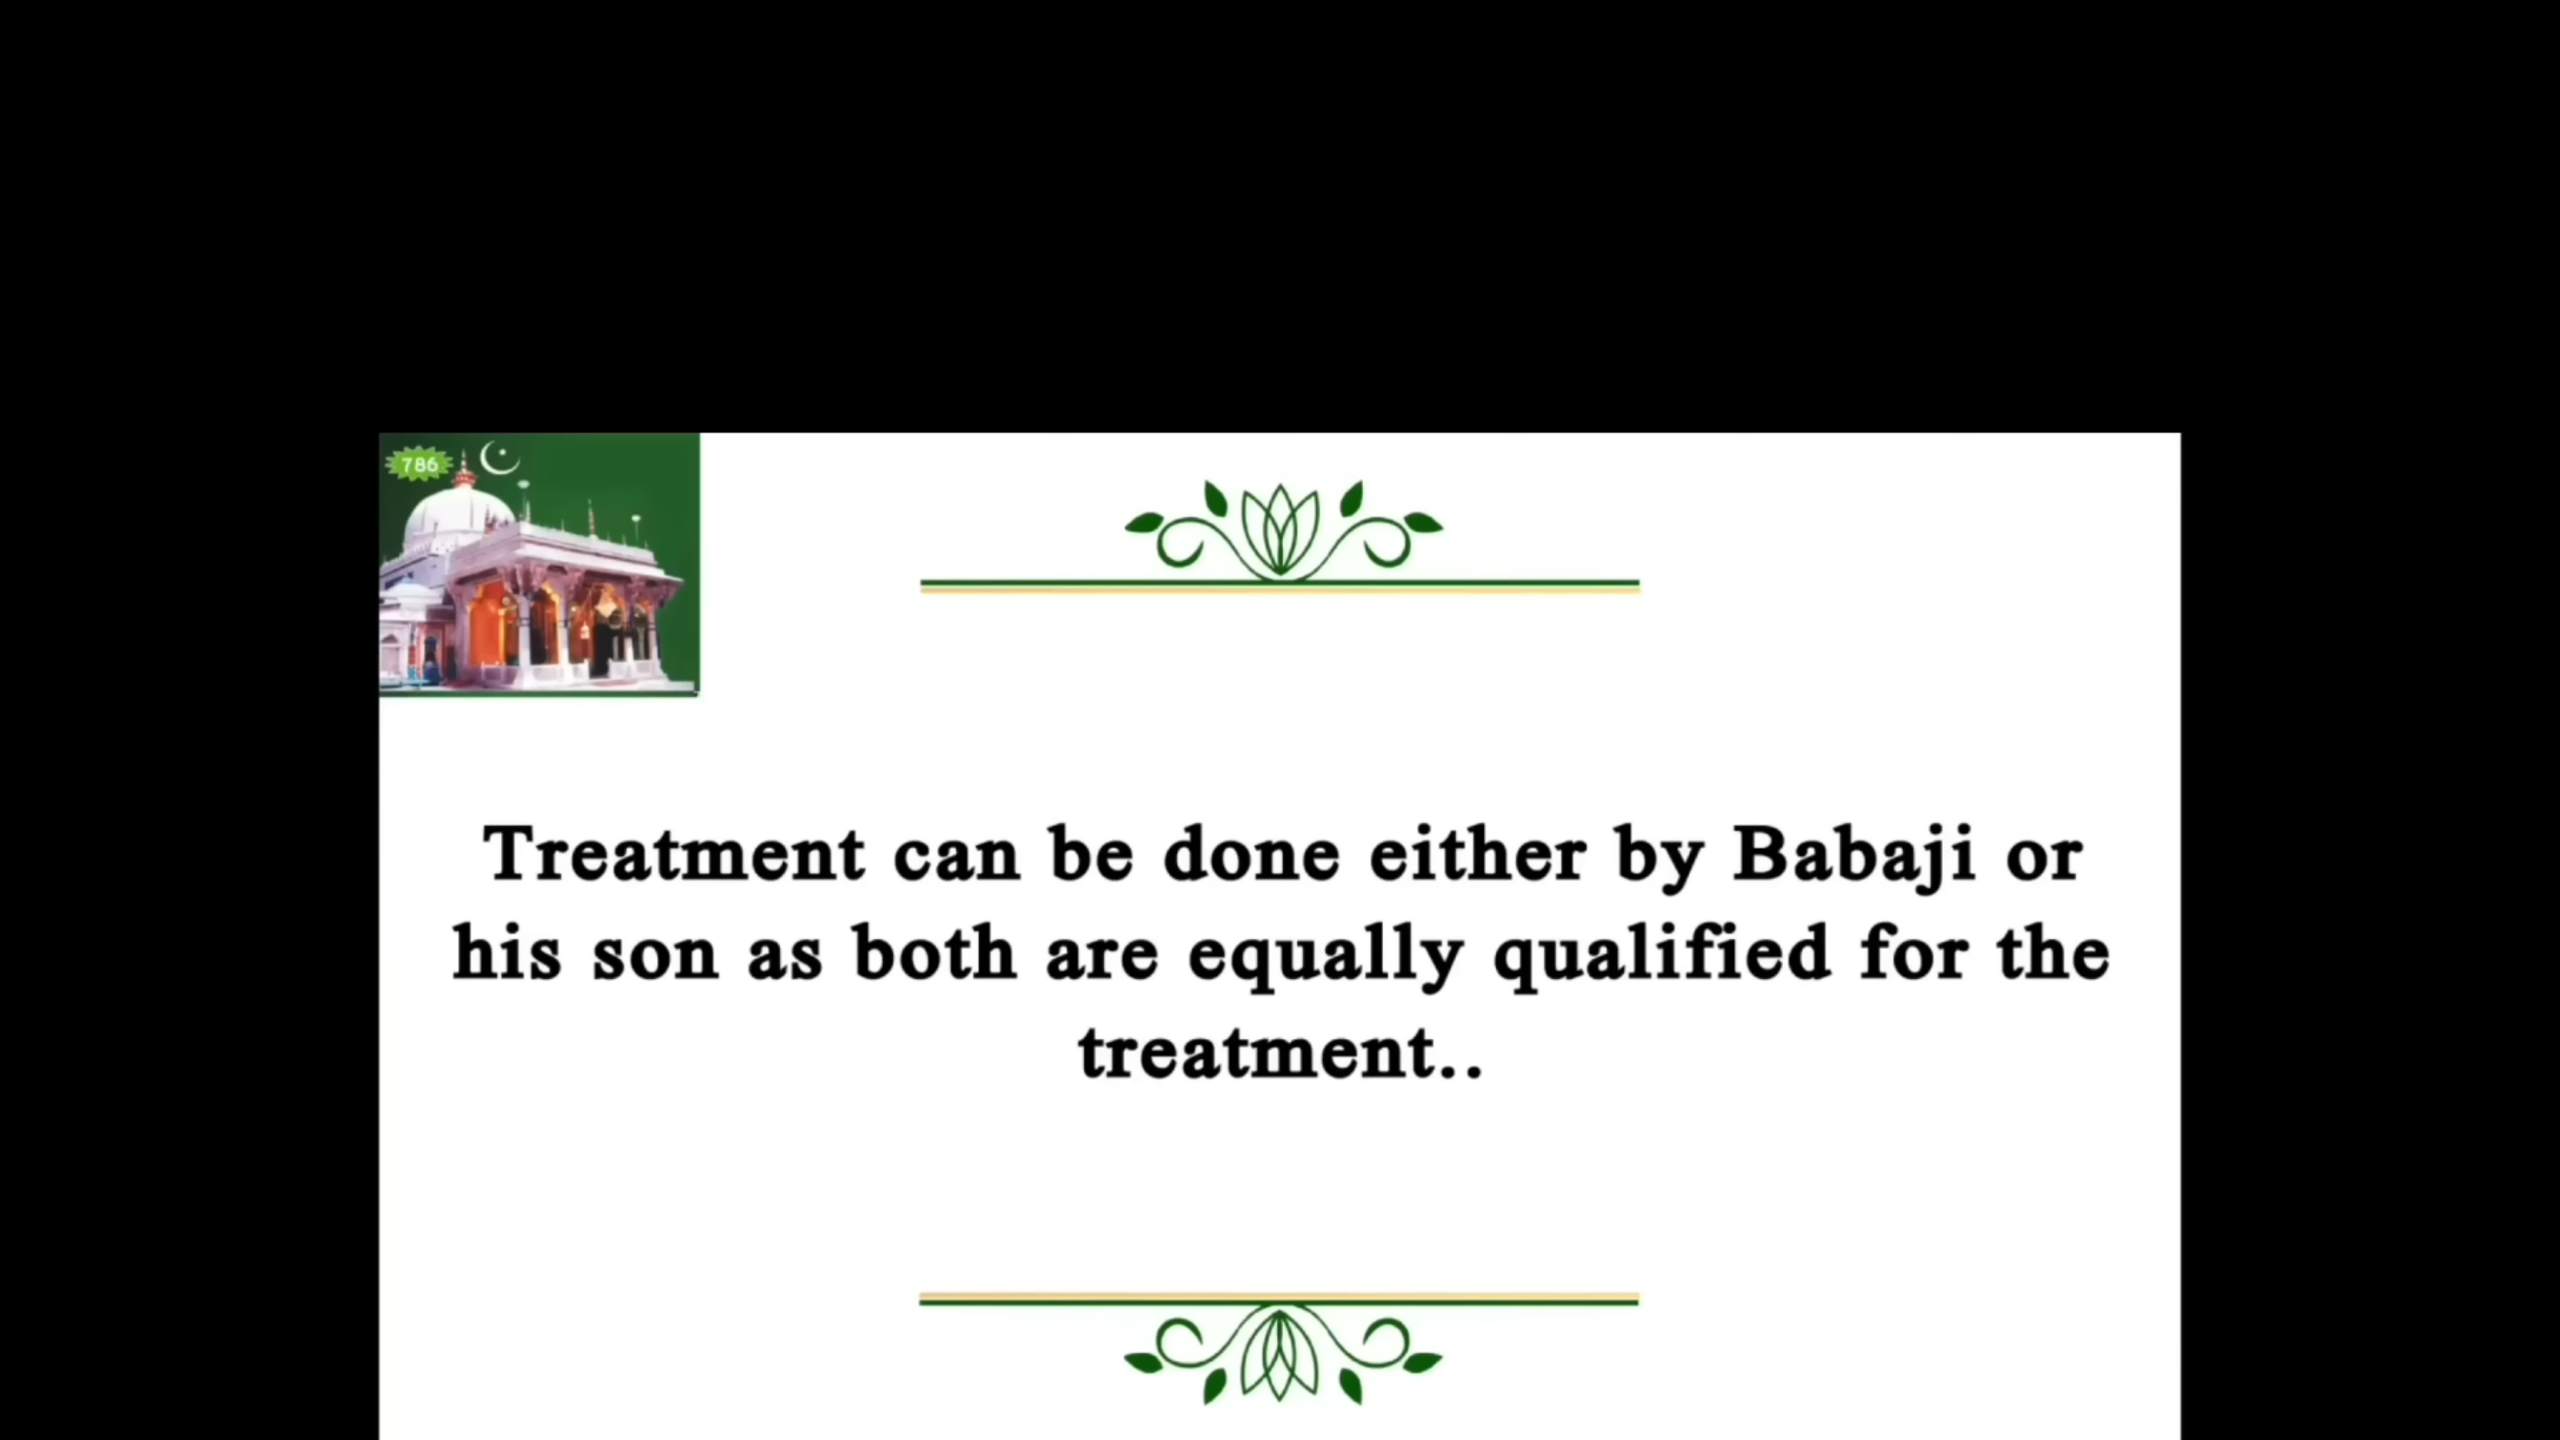 786
Treatment can be done either by Babaji or
his son as both are equally qualified for the
treatment..